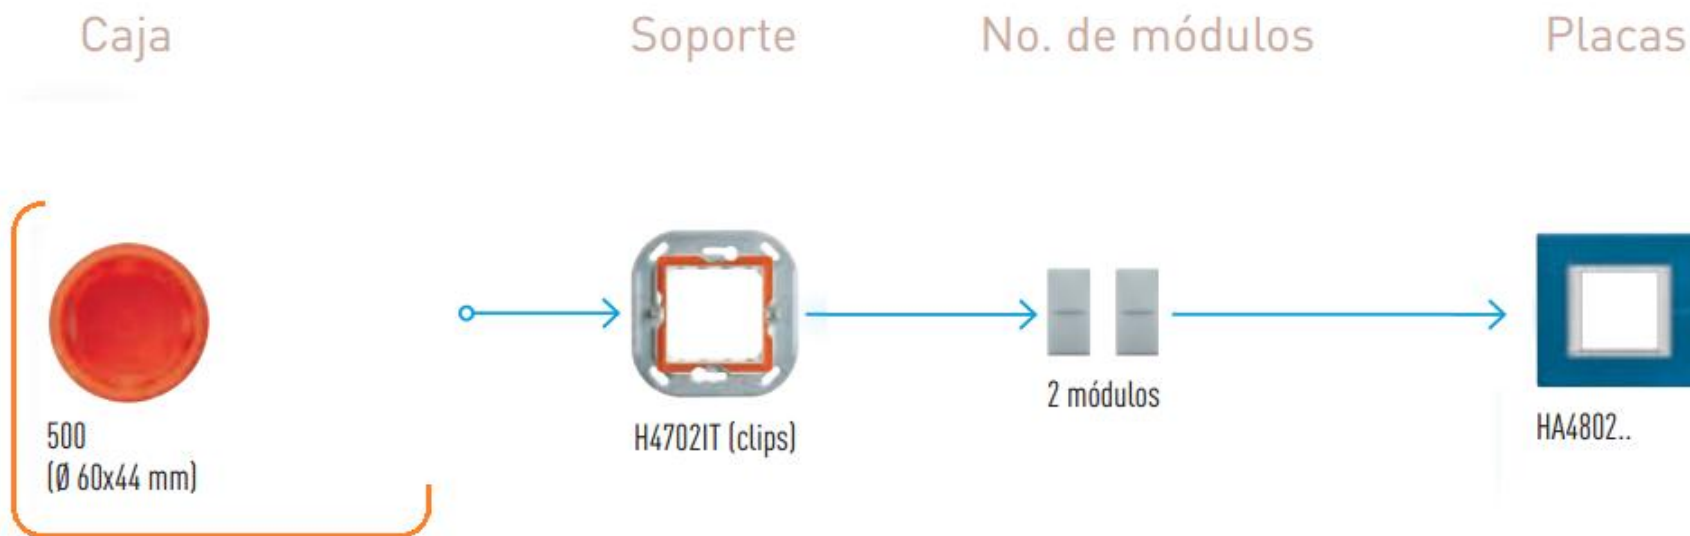 Caja
Soporte
No. de módulos
Placas
500
(Ø 60x44 mm)
H4702IT (clips)
2 módulos
HA4802..